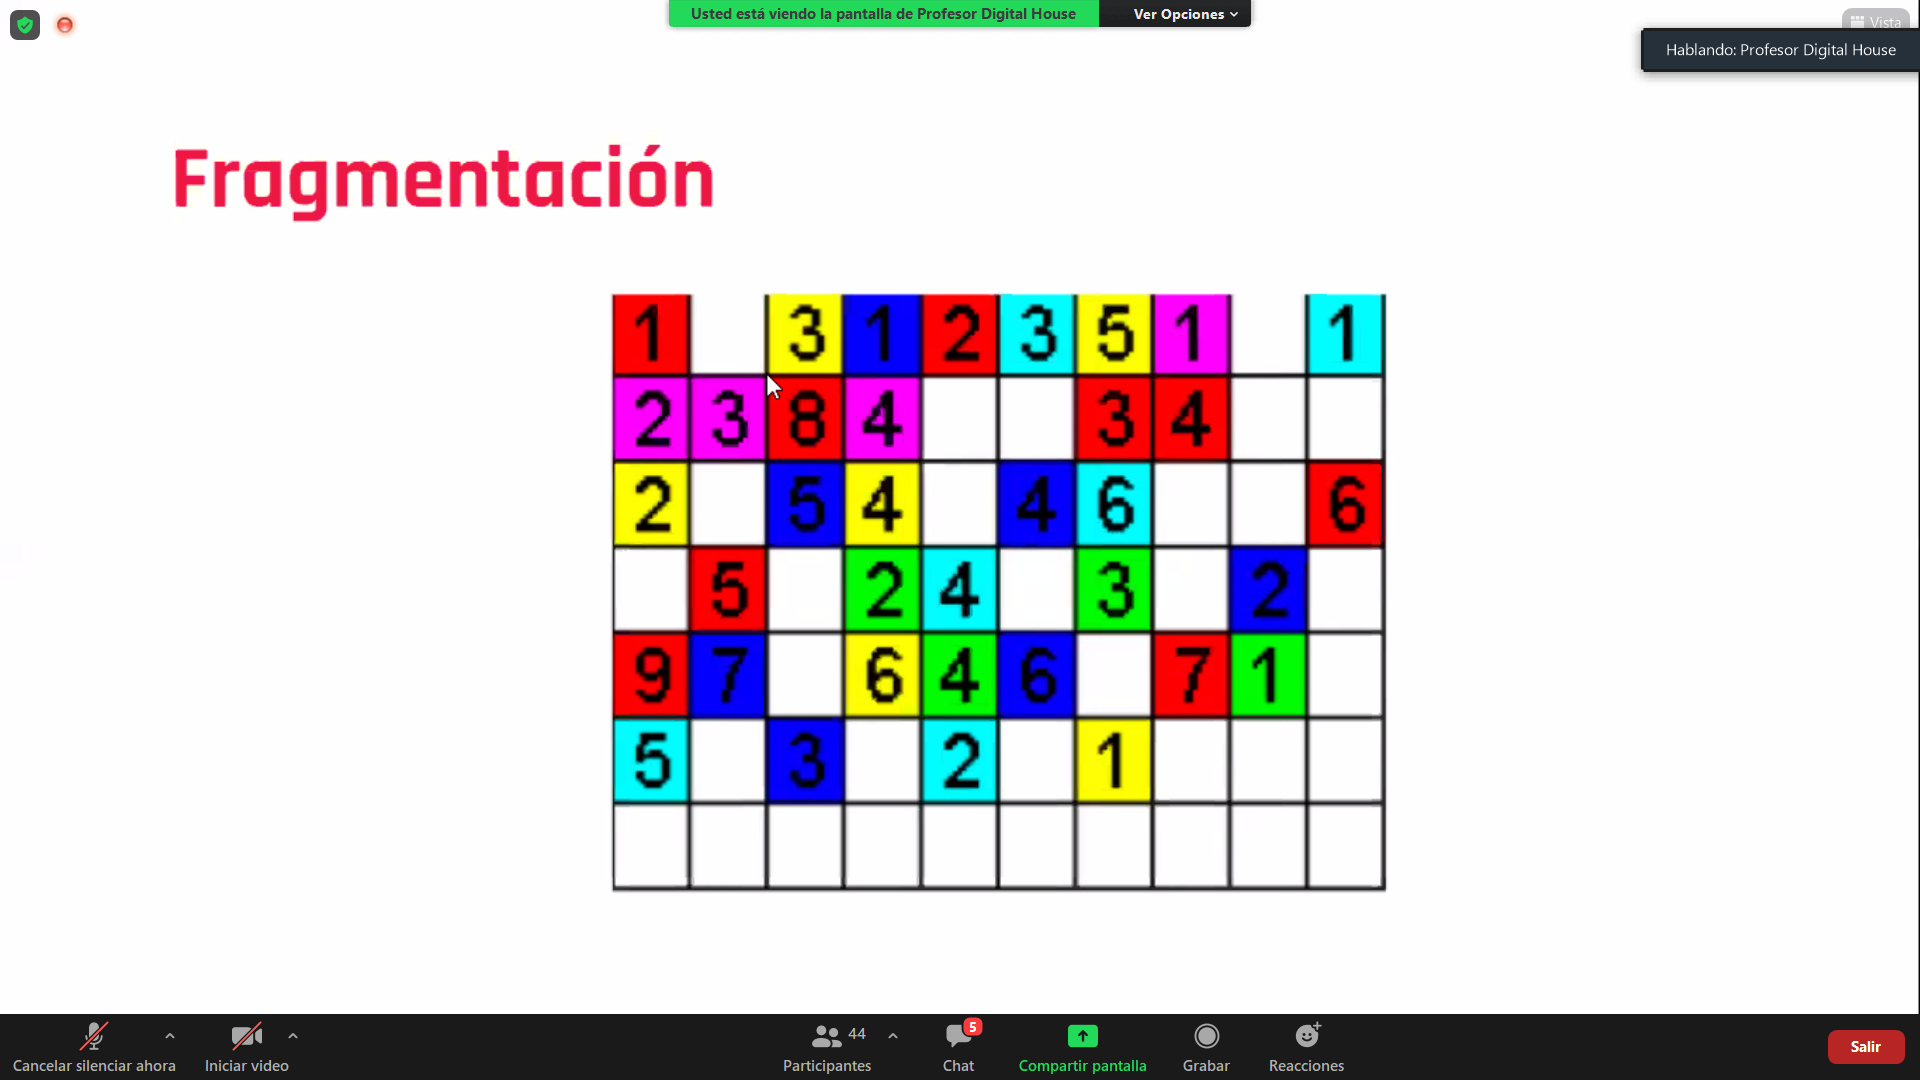 Usted está viendo la pantalla de Profesor Digital House
Ver Opciones
Vista
Hablando: Profesor Digital House
Fragmentación
1 3 1 2 3 5 1 1
2 3 8 4 3 4
2 5 4 4 6 6
5 2 4 3 2
9 7 6 4 6 7 1
5 3 2 1
44
5
Cancelar silenciar ahora
Iniciar video
Participantes
Chat
Compartir pantalla
Grabar
Reacciones
Salir